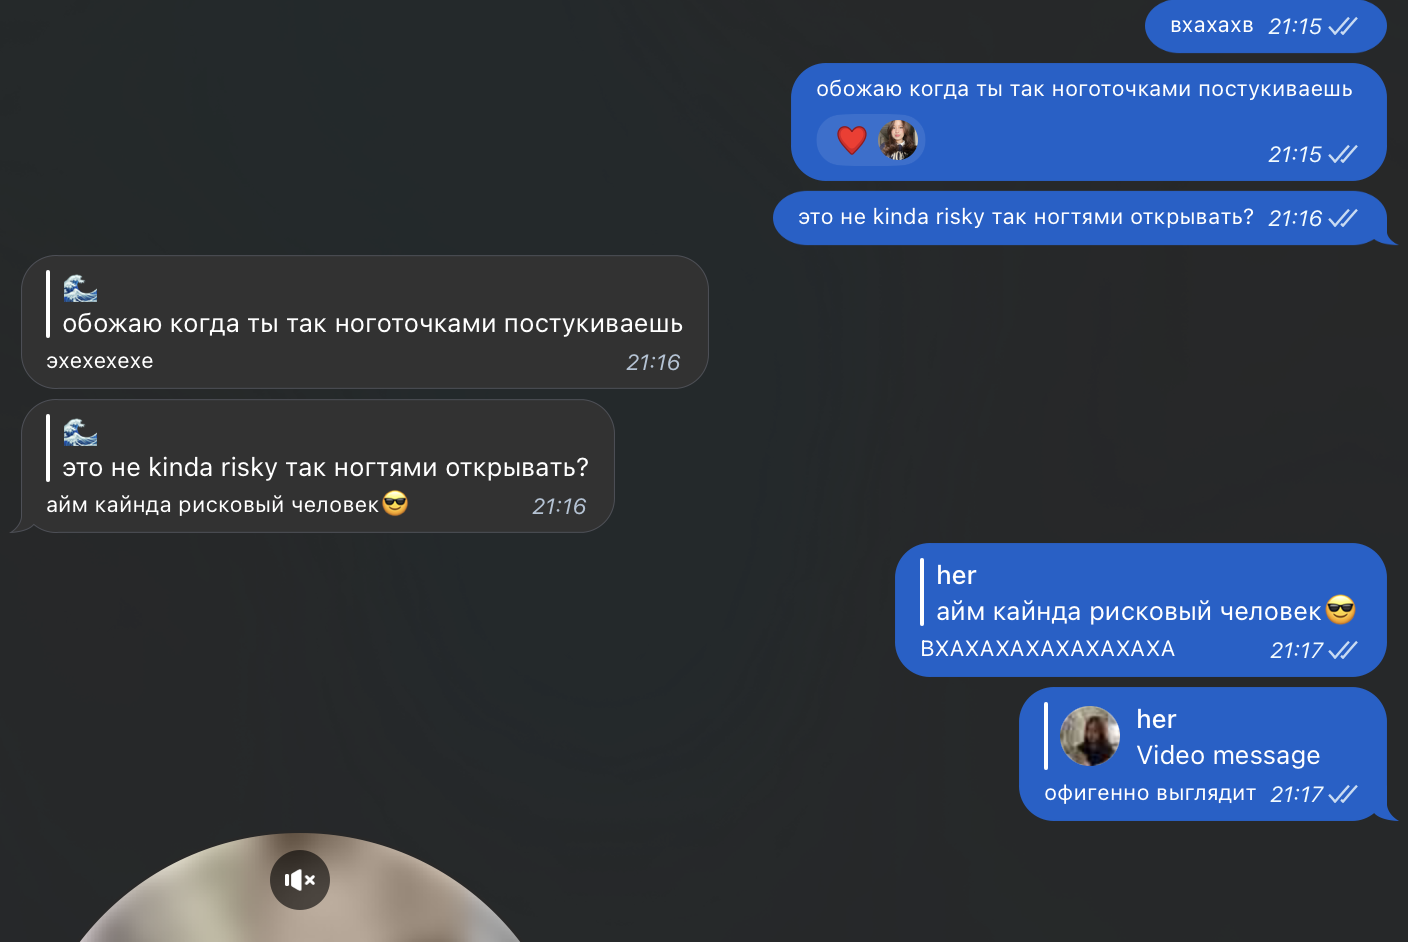 вхахахв 21:15
обожаю когда ты так ноготочками постукиваешь
21:15
это не kinda risky так ногтями открывать? 21:16
🌊
обожаю когда ты так ноготочками постукиваешь
эхехехехе 21:16
🌊
это не kinda risky так ногтями открывать?
айм кайнда рисковый человек😎 21:16
her
айм кайнда рисковый человек😎
ВХАХАХАХАХАХАХАХА 21:17
her
Video message
офигенно выглядит 21:17